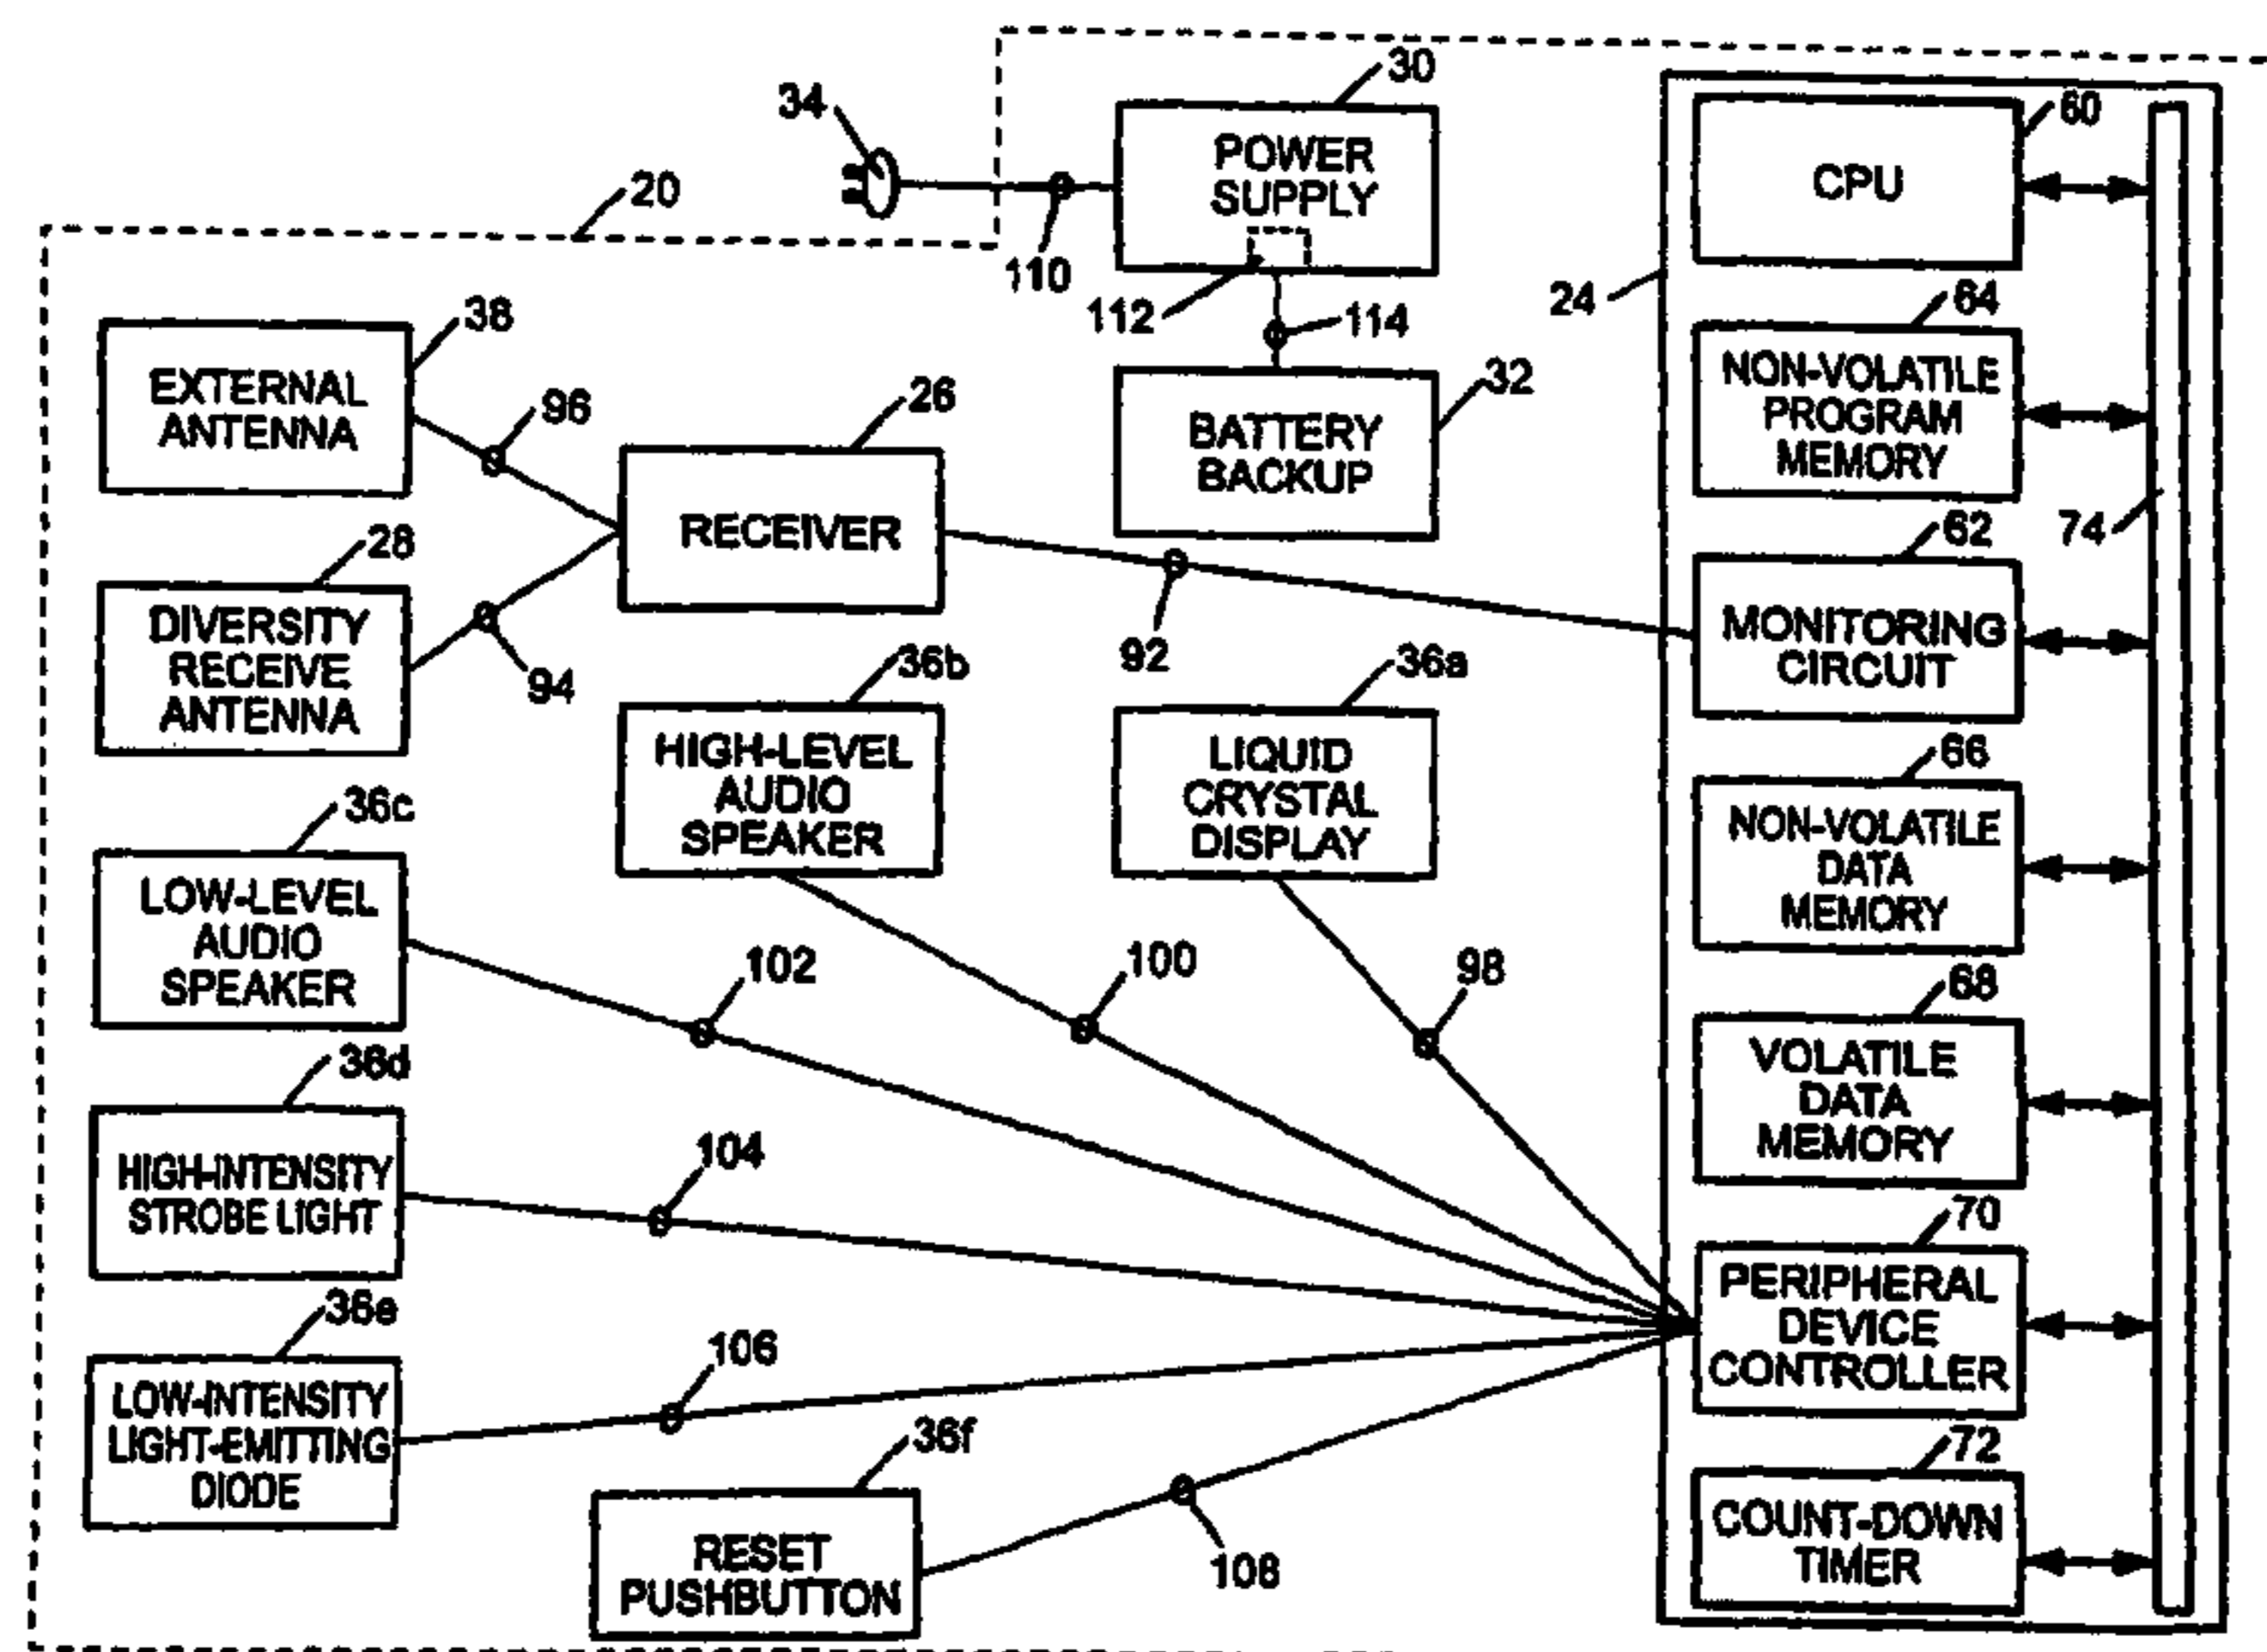 30
34
POWER
SUPPLY
60
CPU
20
110
112
114
24
38
EXTERNAL
ANTENNA
96
26
RECEIVER
32
BATTERY
BACKUP
64
NON-VOLATILE
PROGRAM
MEMORY
74
28
DIVERSITY
RECEIVE
ANTENNA
94
92
62
MONITORING
CIRCUIT
36b
HIGH-LEVEL
AUDIO
SPEAKER
36a
LIQUID
CRYSTAL
DISPLAY
66
NON-VOLATILE
DATA
MEMORY
36c
LOW-LEVEL
AUDIO
SPEAKER
102
100
98
68
VOLATILE
DATA
MEMORY
36d
HIGH-INTENSITY
STROBE LIGHT
104
70
PERIPHERAL
DEVICE
CONTROLLER
36e
LOW-INTENSITY
LIGHT-EMITTING
DIODE
106
36f
RESET
PUSHBUTTON
108
72
COUNT-DOWN
TIMER